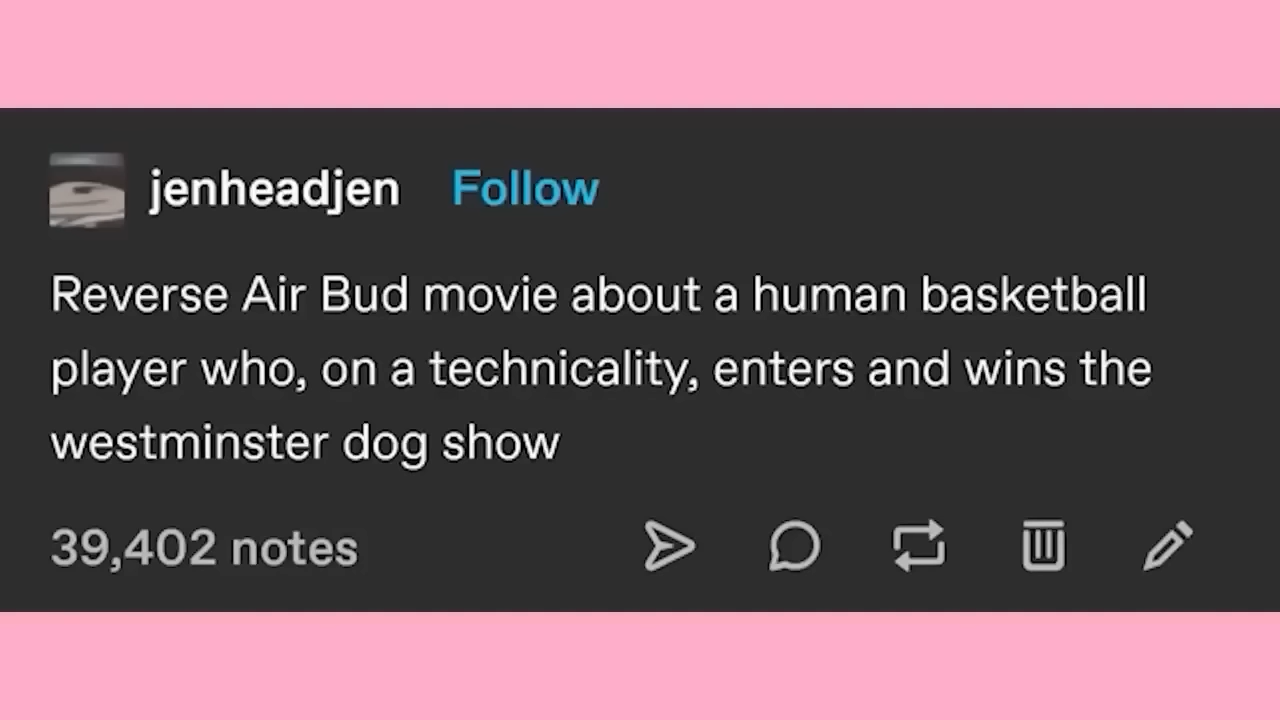 jenheadjen Follow
Reverse Air Bud movie about a human basketball
player who, on a technicality, enters and wins the
westminster dog show
39,402 notes